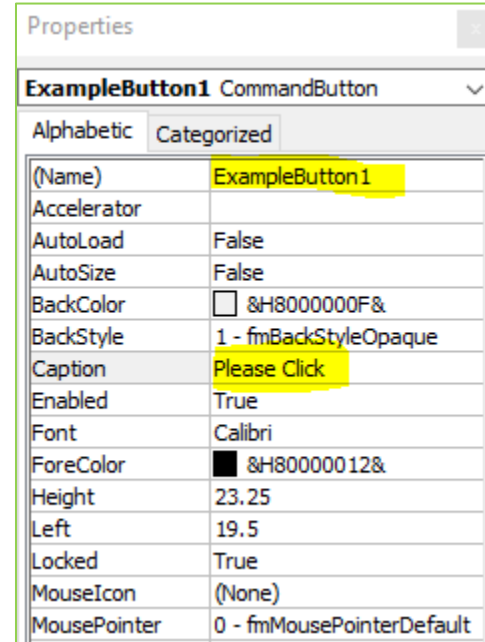 Properties x
ExampleButton1 CommandButton
Alphabetic Categorized
(Name) ExampleButton1
Accelerator
AutoLoad False
AutoSize False
BackColor &H8000000F&
BackStyle 1 - fmBackStyleOpaque
Caption Please Click
Enabled True
Font Calibri
ForeColor &H80000012&
Height 23.25
Left 19.5
Locked True
MouseIcon (None)
MousePointer 0 - fmMousePointerDefault